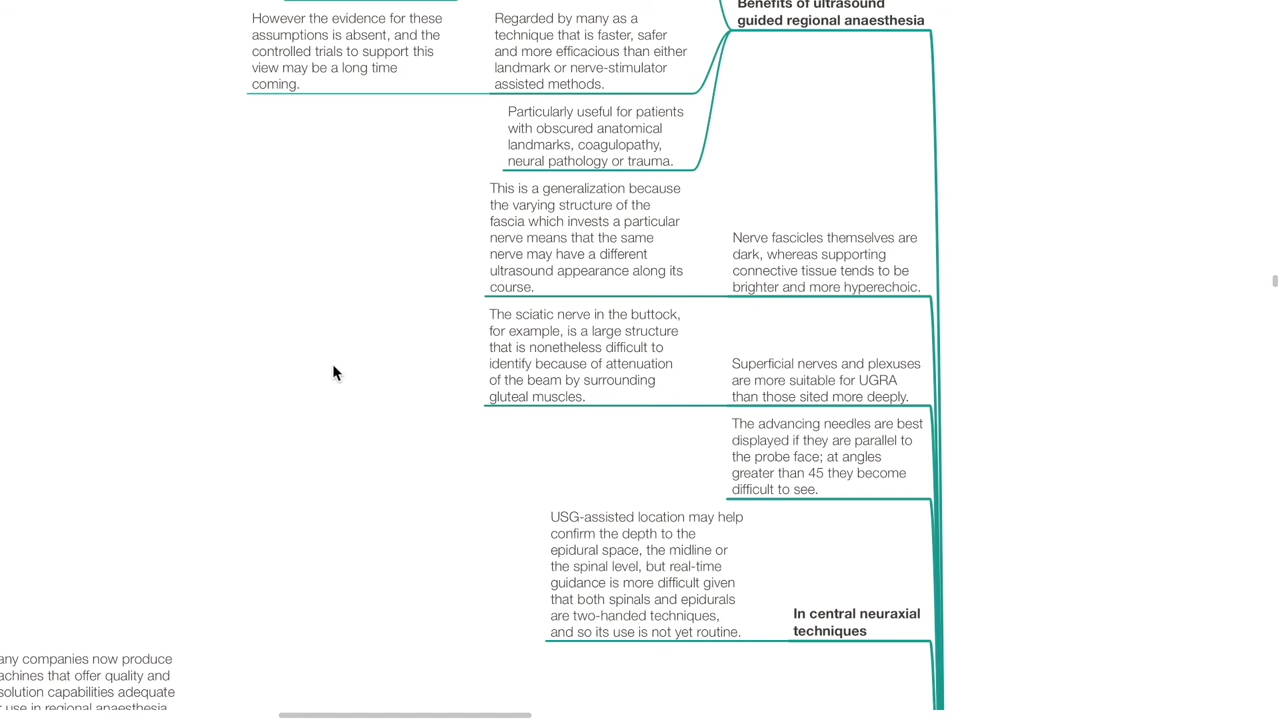 Benefits of ultrasound
guided regional anaesthesia
However the evidence for these
assumptions is absent, and the
controlled trials to support this
view may be a long time
coming.
Regarded by many as a
technique that is faster, safer
and more efficacious than either
landmark or nerve-stimulator
assisted methods.
Particularly useful for patients
with obscured anatomical
landmarks, coagulopathy,
neural pathology or trauma.
This is a generalization because
the varying structure of the
fascia which invests a particular
nerve means that the same
nerve may have a different
ultrasound appearance along its
course.
Nerve fascicles themselves are
dark, whereas supporting
connective tissue tends to be
brighter and more hyperechoic.
The sciatic nerve in the buttock,
for example, is a large structure
that is nonetheless difficult to
identify because of attenuation
of the beam by surrounding
gluteal muscles.
Superficial nerves and plexuses
are more suitable for UGRA
than those sited more deeply.
The advancing needles are best
displayed if they are parallel to
the probe face; at angles
greater than 45 they become
difficult to see.
USG-assisted location may help
confirm the depth to the
epidural space, the midline or
the spinal level, but real-time
guidance is more difficult given
that both spinals and epidurals
are two-handed techniques,
and so its use is not yet routine.
In central neuraxial
techniques
any companies now produce
achines that offer quality and
solution capabilities adequate
r use in regional anaesthesia